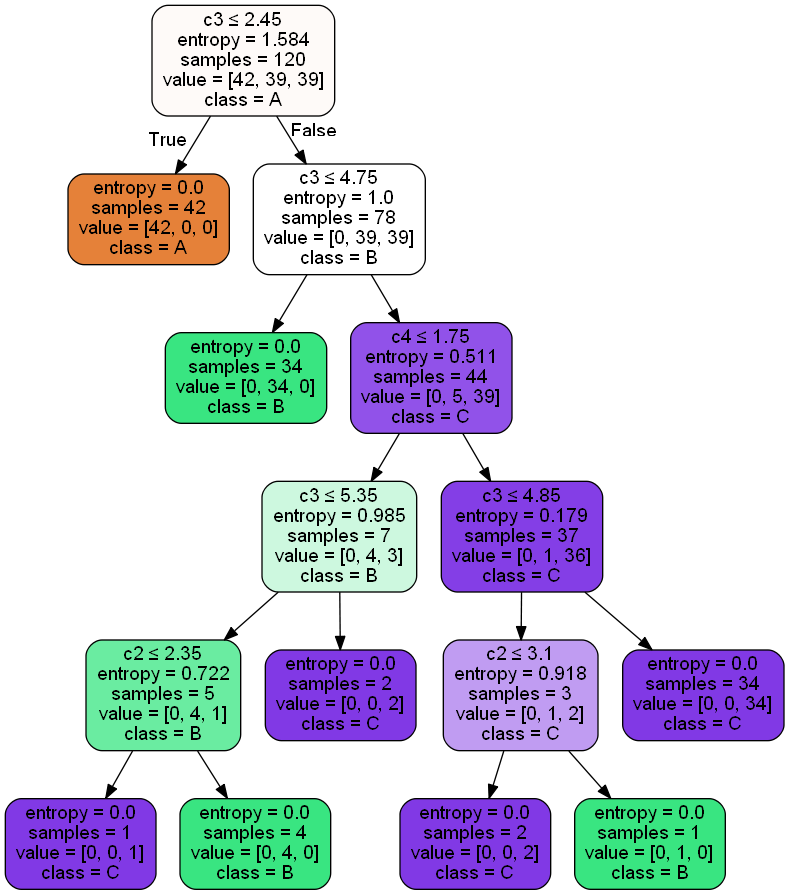 c3 ≤ 2.45
entropy = 1.584
samples = 120
value = [42, 39, 39]
class = A
True
False
entropy = 0.0
samples = 42
value = [42, 0, 0]
class = A
c3 ≤ 4.75
entropy = 1.0
samples = 78
value = [0, 39, 39]
class = B
entropy = 0.0
samples = 34
value = [0, 34, 0]
class = B
c4 ≤ 1.75
entropy = 0.511
samples = 44
value = [0, 5, 39]
class = C
c3 ≤ 5.35
entropy = 0.985
samples = 7
value = [0, 4, 3]
class = B
c3 ≤ 4.85
entropy = 0.179
samples = 37
value = [0, 1, 36]
class = C
c2 ≤ 2.35
entropy = 0.722
samples = 5
value = [0, 4, 1]
class = B
entropy = 0.0
samples = 2
value = [0, 0, 2]
class = C
c2 ≤ 3.1
entropy = 0.918
samples = 3
value = [0, 1, 2]
class = C
entropy = 0.0
samples = 34
value = [0, 0, 34]
class = C
entropy = 0.0
samples = 1
value = [0, 0, 1]
class = C
entropy = 0.0
samples = 4
value = [0, 4, 0]
class = B
entropy = 0.0
samples = 2
value = [0, 0, 2]
class = C
entropy = 0.0
samples = 1
value = [0, 1, 0]
class = B